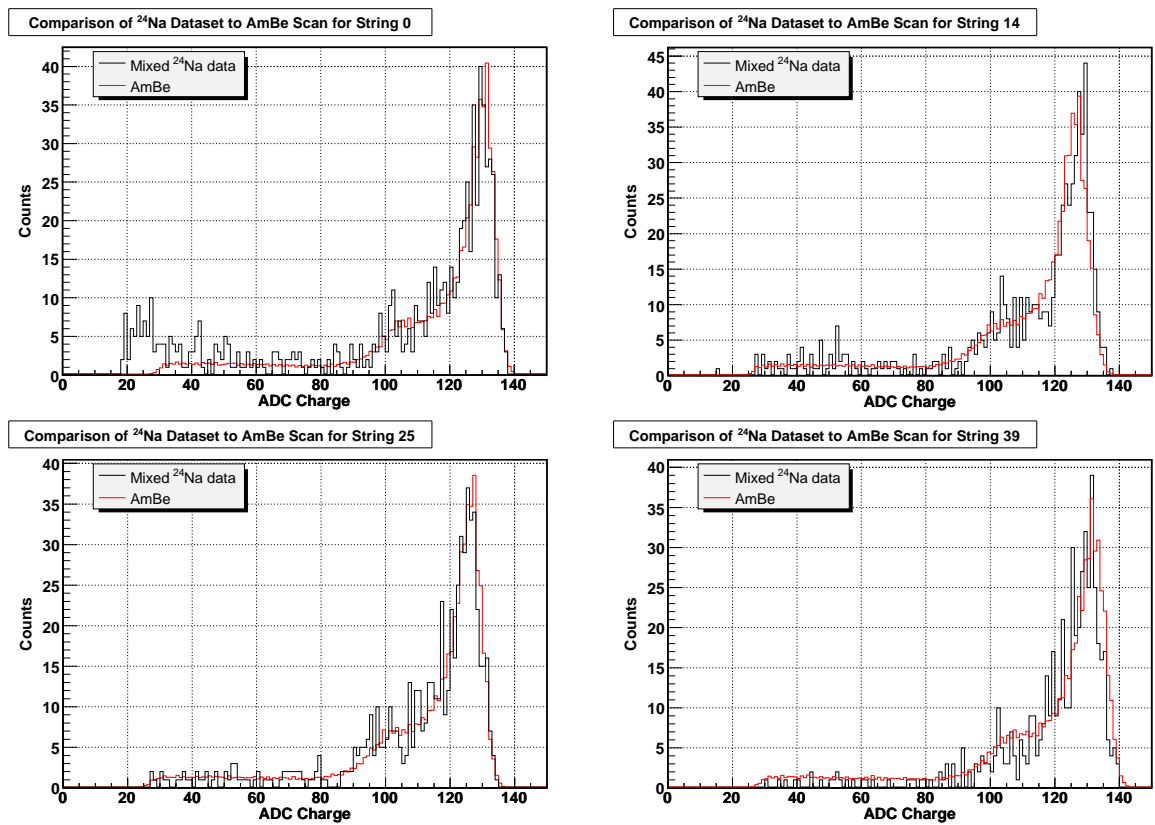 Comparison of ²⁴Na Dataset to AmBe Scan for String 0
Mixed ²⁴Na data
AmBe
Counts
40
35
30
25
20
15
10
5
0
0 20 40 60 80 100 120 140
ADC Charge
Comparison of ²⁴Na Dataset to AmBe Scan for String 14
Mixed ²⁴Na data
AmBe
Counts
45
40
35
30
25
20
15
10
5
0
0 20 40 60 80 100 120 140
ADC Charge
Comparison of ²⁴Na Dataset to AmBe Scan for String 25
Mixed ²⁴Na data
AmBe
Counts
40
35
30
25
20
15
10
5
0
0 20 40 60 80 100 120 140
ADC Charge
Comparison of ²⁴Na Dataset to AmBe Scan for String 39
Mixed ²⁴Na data
AmBe
Counts
40
35
30
25
20
15
10
5
0
0 20 40 60 80 100 120 140
ADC Charge